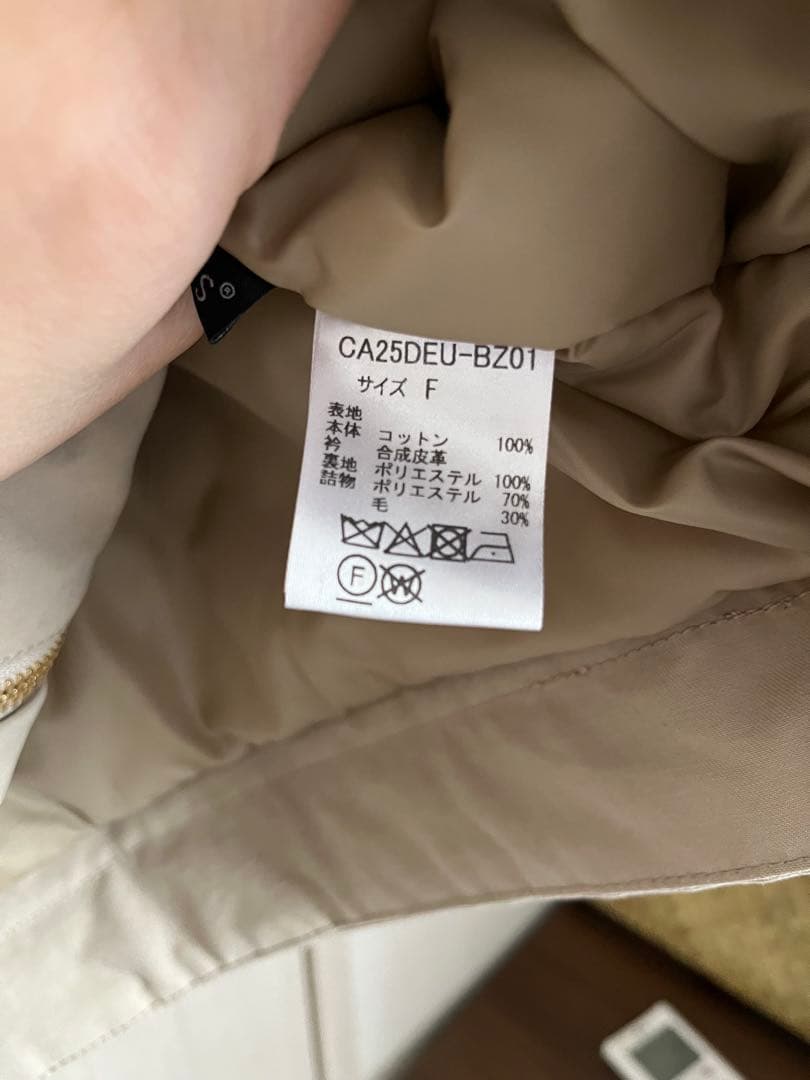 S®
CA25DEU-BZ01
サイズ F
表地
本体 コットン 100%
衿 合成皮革
裏地 ポリエステル 100%
詰物 ポリエステル 70%
毛 30%
F W